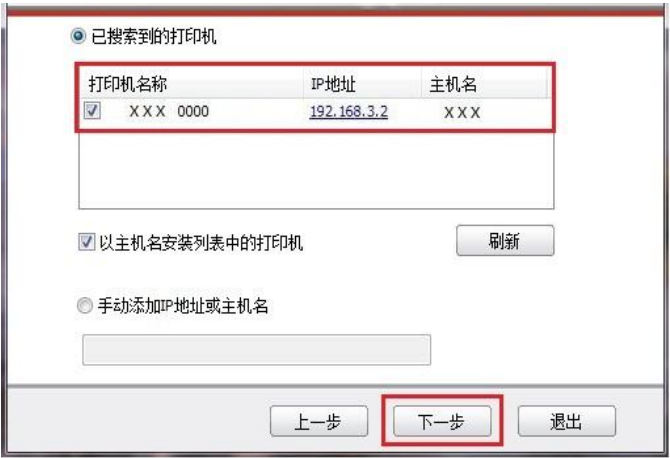 已搜索到的打印机
打印机名称 IP地址 主机名
XXX 0000 192.168.3.2 XXX
以主机名安装列表中的打印机 刷新
手动添加IP地址或主机名
上一步 下一步 退出